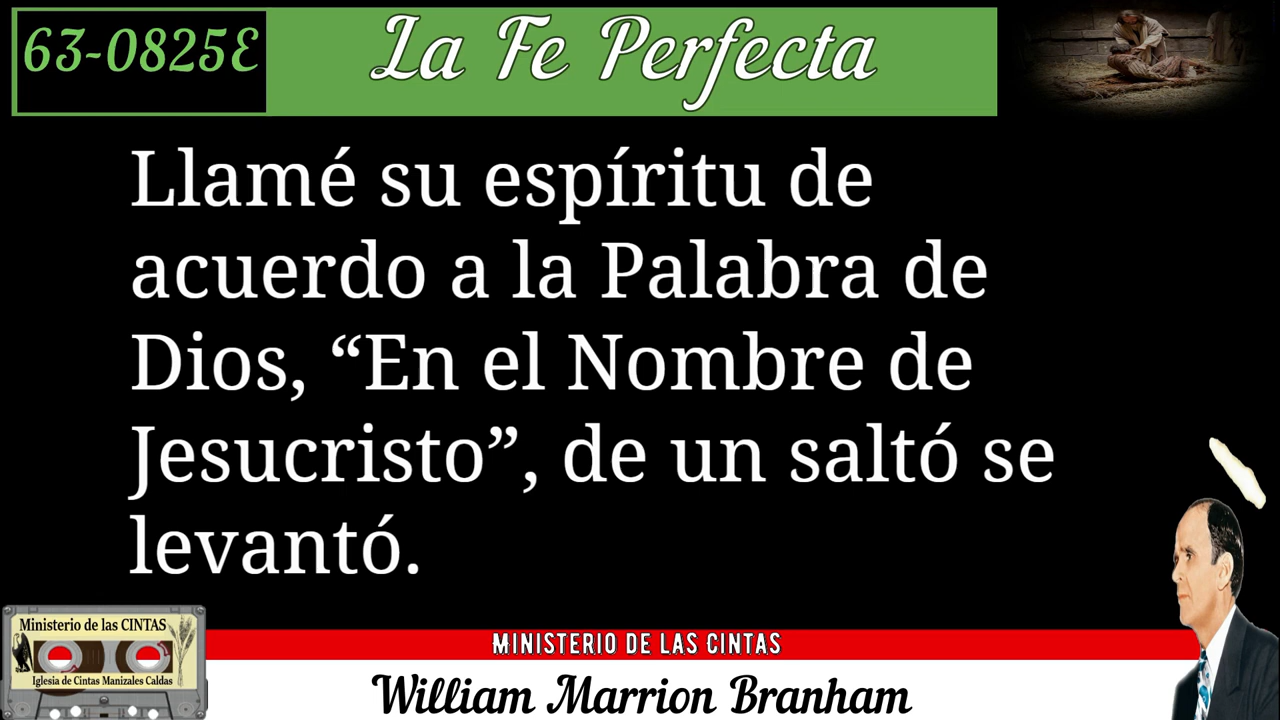 63-0825E
La Fe Perfecta
Llamé su espíritu de
acuerdo a la Palabra de
Dios, “En el Nombre de
Jesucristo”, de un saltó se
levantó.
Ministerio de las CINTAS
Iglesia de Cintas Manizales Caldas
MINISTERIO DE LAS CINTAS
William Marrion Branham